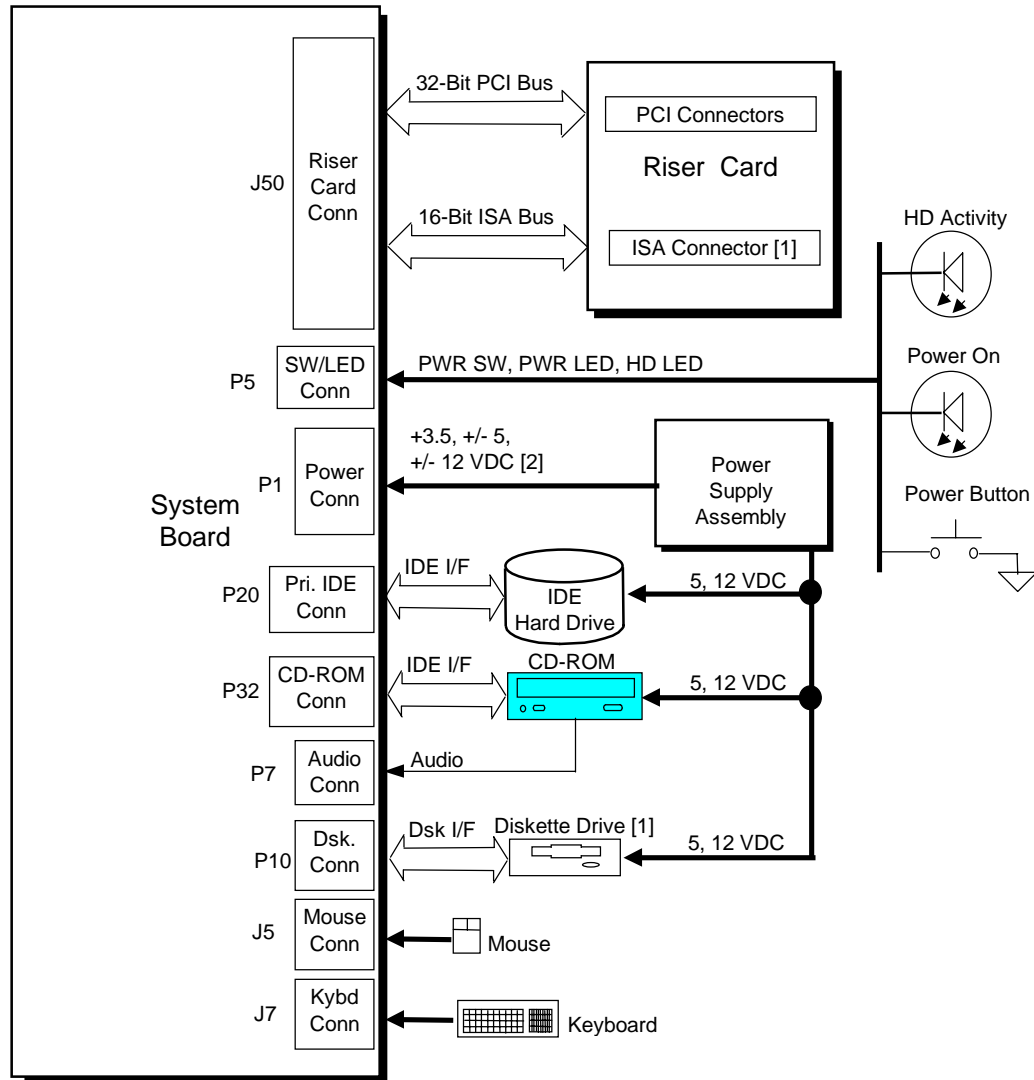 32-Bit PCI Bus
PCI Connectors
Riser Card
J50
Riser
Card
Conn
16-Bit ISA Bus
ISA Connector [1]
HD Activity
P5
SW/LED
Conn
PWR SW, PWR LED, HD LED
Power On
+3.5, +/- 5,
+/- 12 VDC [2]
P1
Power
Conn
Power
Supply
Assembly
Power Button
System
Board
P20
Pri. IDE
Conn
IDE I/F
IDE
Hard Drive
5, 12 VDC
P32
CD-ROM
Conn
IDE I/F
CD-ROM
5, 12 VDC
P7
Audio
Conn
Audio
P10
Dsk.
Conn
Dsk I/F
Diskette Drive [1]
5, 12 VDC
J5
Mouse
Conn
Mouse
J7
Kybd
Conn
Keyboard